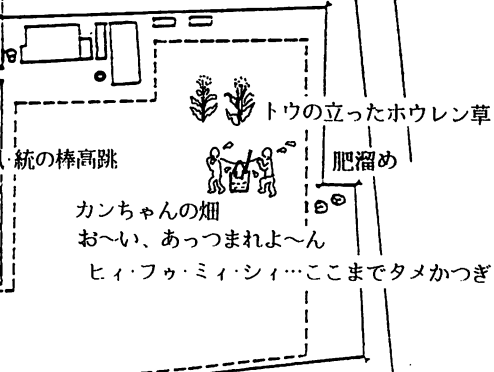 トウの立ったホウレン草
統の棒高跳
肥溜め
カンちゃんの畑
お〜い、あっつまれよ〜ん
ヒィ・フゥ・ミィ・シィ…ここまでタメかつぎ